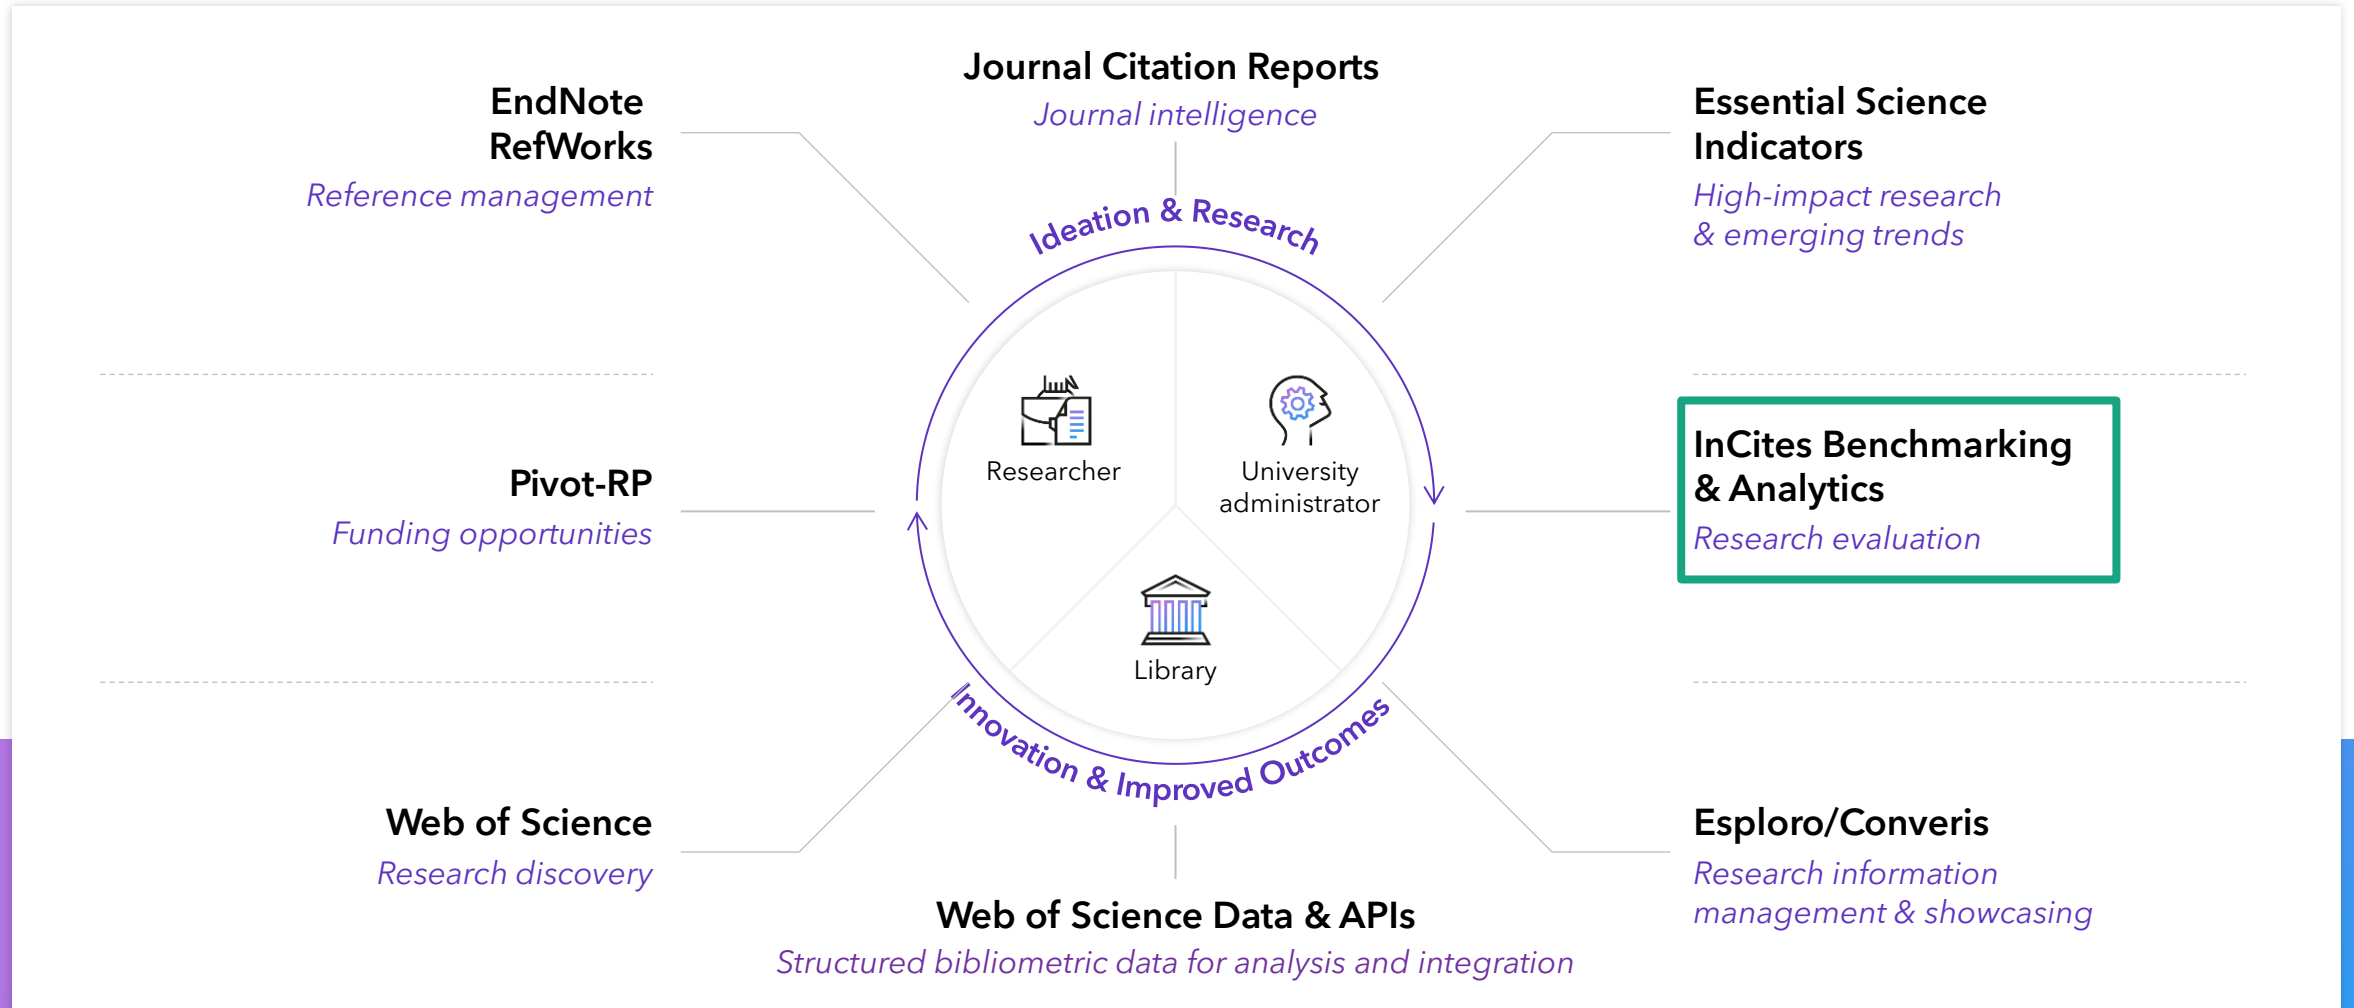 Journal Citation Reports
Journal intelligence
EndNote
RefWorks
Reference management
Essential Science
Indicators
High-impact research
& emerging trends
Ideation & Research
Researcher
University
administrator
Library
Innovation & Improved Outcomes
Pivot-RP
Funding opportunities
InCites Benchmarking
& Analytics
Research evaluation
Web of Science
Research discovery
Esploro/Converis
Research information
management & showcasing
Web of Science Data & APIs
Structured bibliometric data for analysis and integration